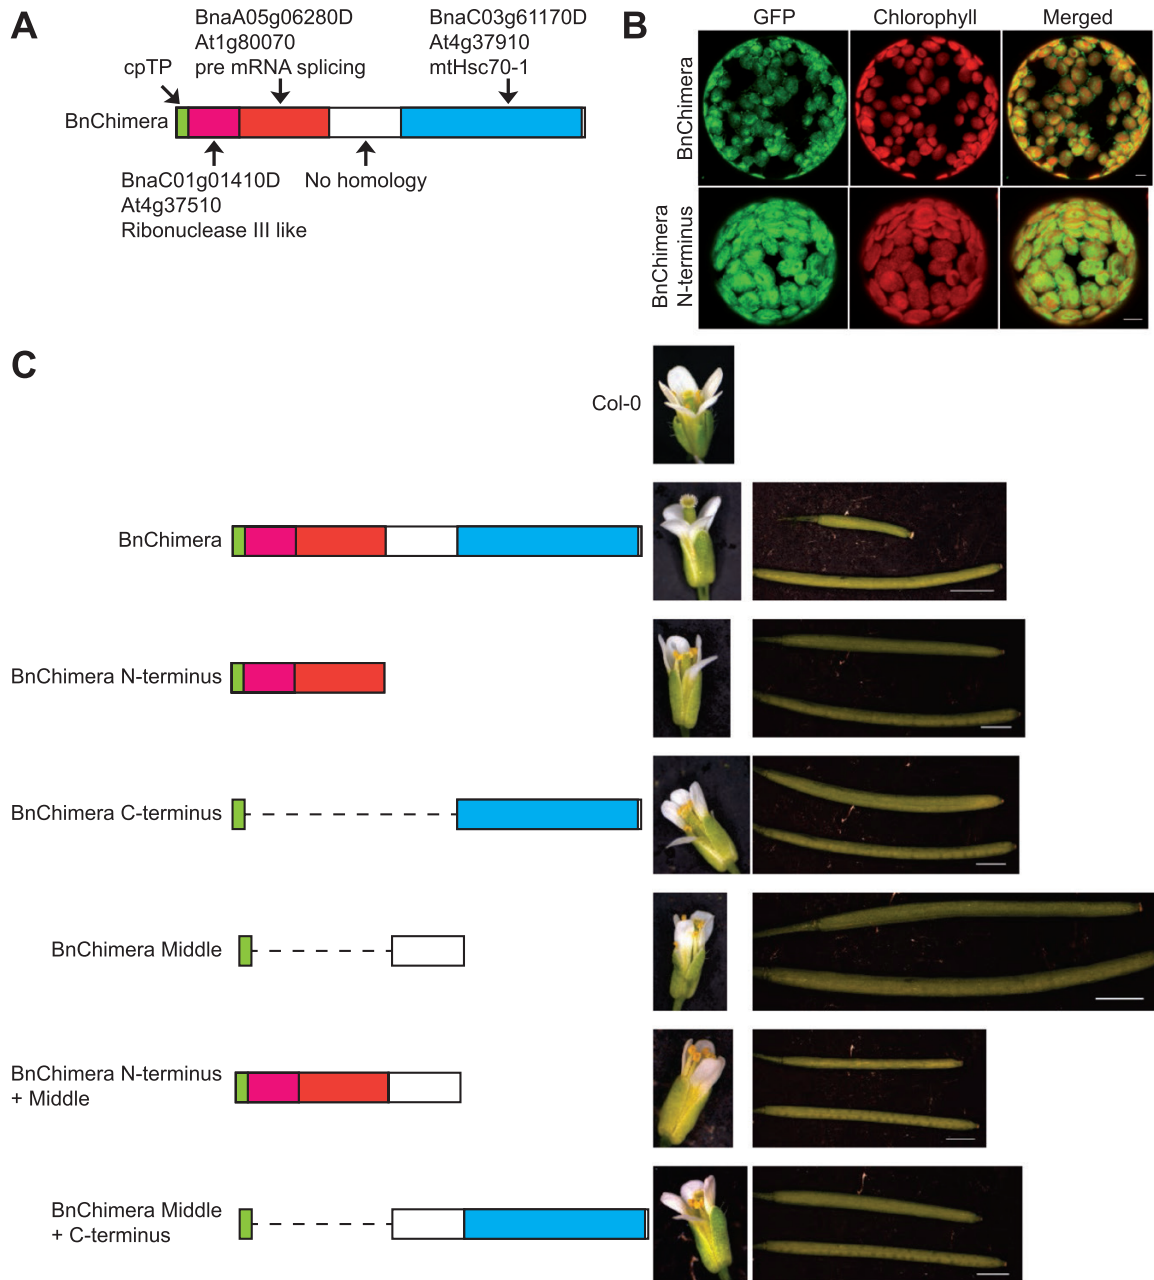 A
BnaA05g06280D
At1g80070
pre mRNA splicing
BnaC03g61170D
At4g37910
mtHsc70-1
cpTP
BnChimera
BnaC01g01410D
At4g37510
Ribonuclease III like
No homology
B
GFP
Chlorophyll
Merged
BnChimera
BnChimera
N-terminus
C
Col-0
BnChimera
BnChimera N-terminus
BnChimera C-terminus
BnChimera Middle
BnChimera N-terminus
+ Middle
BnChimera Middle
+ C-terminus